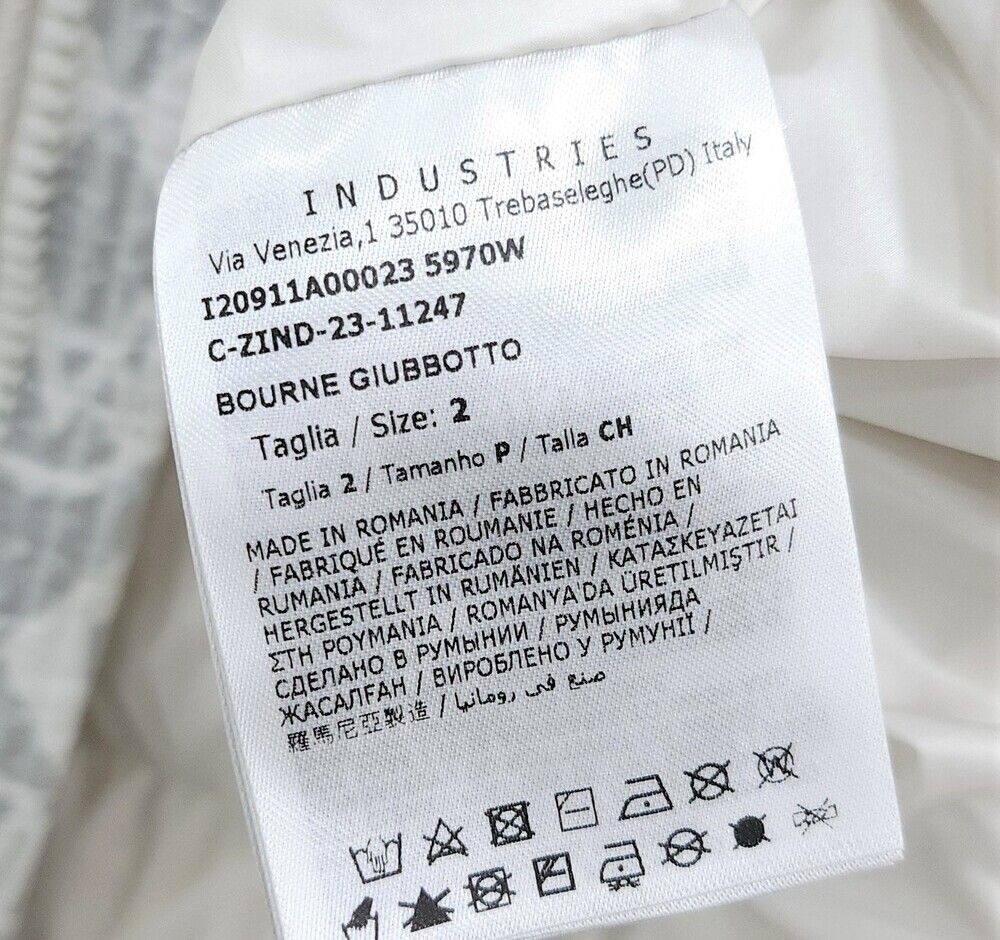 INDUSTRIES
Via Venezia,1 35010 Trebaseleghe(PD) Italy
I20911A00023 5970W
C-ZIND-23-11247
BOURNE GIUBBOTTO
Taglia / Size: 2
Taglia 2 / Tamanho P / Talla CH
MADE IN ROMANIA / FABBRICATO IN ROMANIA
/ FABRIQUÉ EN ROUMANIE / HECHO EN
RUMANIA / FABRICADO NA ROMÉNIA /
HERGESTELLT IN RUMÄNIEN / ΚΑΤΑΣΚΕΥΑΖΕΤΑΙ
ΣΤΗ ΡΟΥΜΑΝΙΑ / ROMANYA DA ÜRETILMIŞTIR /
СДЕЛАНО В РУМЫНИИ / РУМЫНИЯДА
ЖАСАЛҒАН / ВИРОБЛЕНО У РУМУНІЇ /
羅馬尼亞製造 / صنع في رومانيا
W